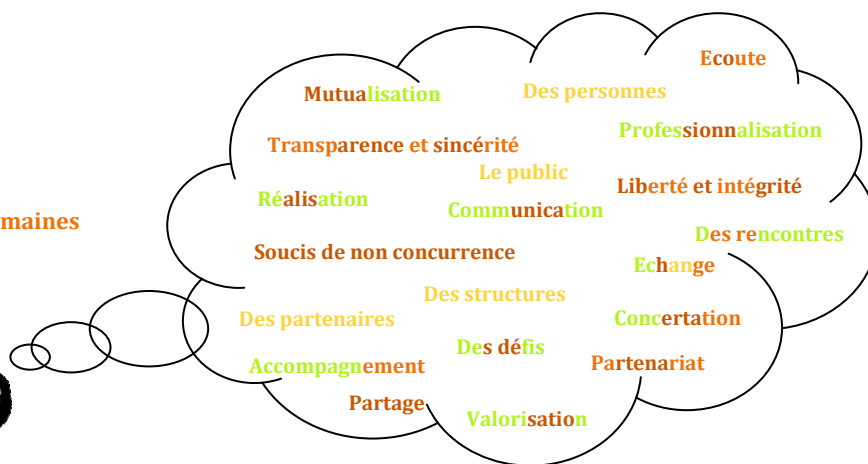 Ecoute
Mutualisation
Des personnes
Professionnalisation
Transparence et sincérité
Le public
Liberté et intégrité
Réalisation
Communication
maines
Des rencontres
Soucis de non concurrence
Echange
Des structures
Des partenaires
Concertation
Des défis
Accompagnement
Partenariat
Partage
Valorisation